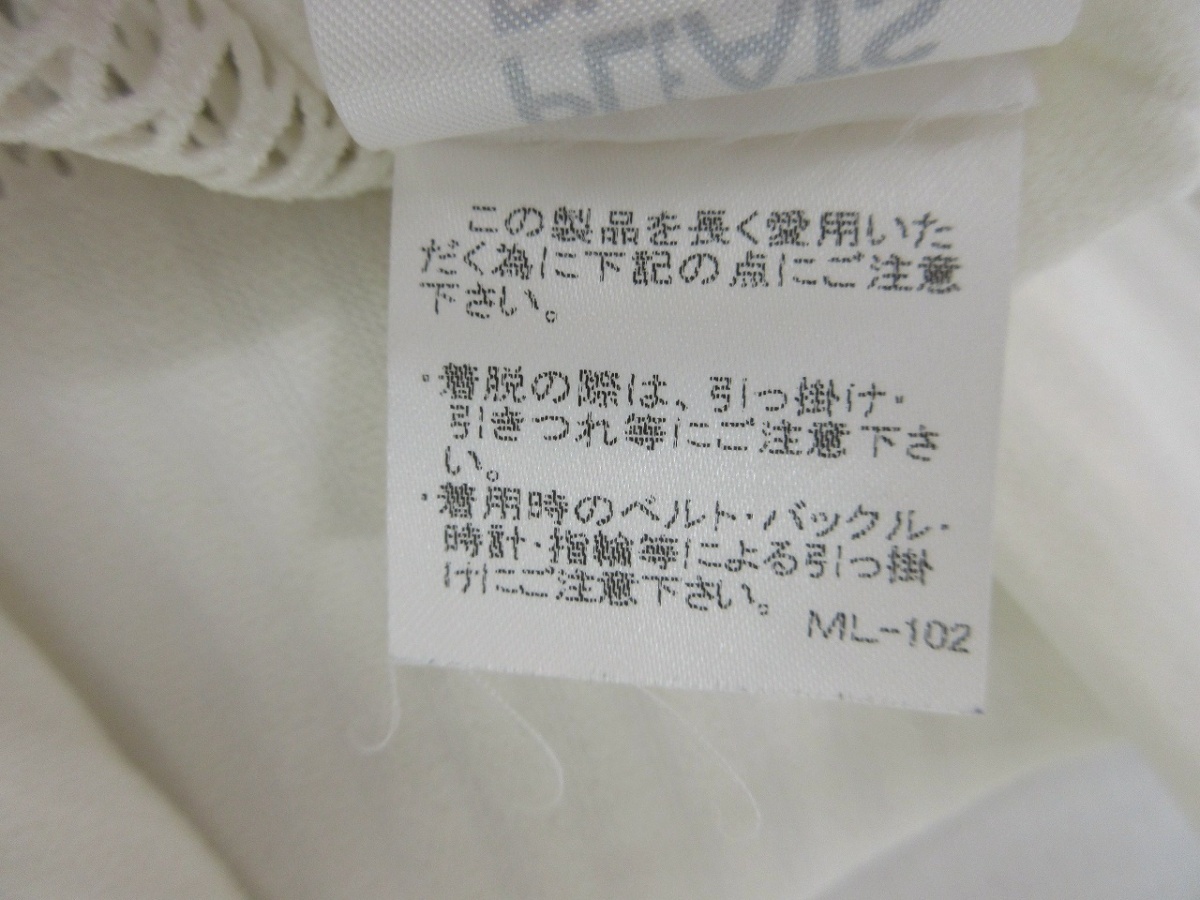 PLEATS
この製品を長く愛用いた
だく為に下記の点にご注意
下さい。
・着脱の際は、引っ掛け・
引きつれ等にご注意下さ
い。
・着用時のベルト・バックル・
時計・指輪等による引っ掛
けにご注意下さい。
ML-102